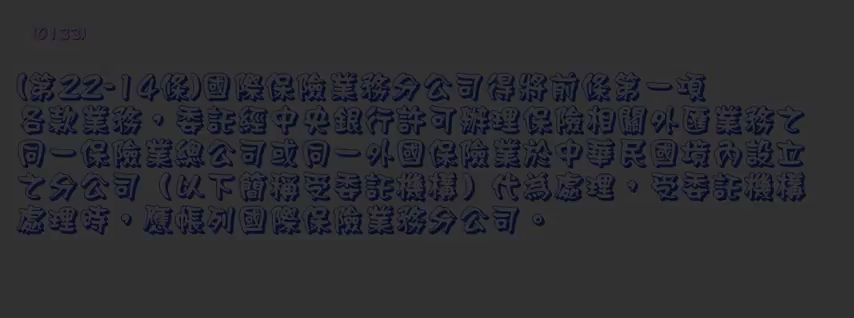 (0133)
(第22-14條)國際保險業務分公司得將前條第一項
各款業務，委託經中央銀行許可辦理保險相關外匯業務之
同一保險業總公司或同一外國保險業於中華民國境內設立
之分公司（以下簡稱受委託機構）代為處理，受委託機構
處理時，應帳列國際保險業務分公司。